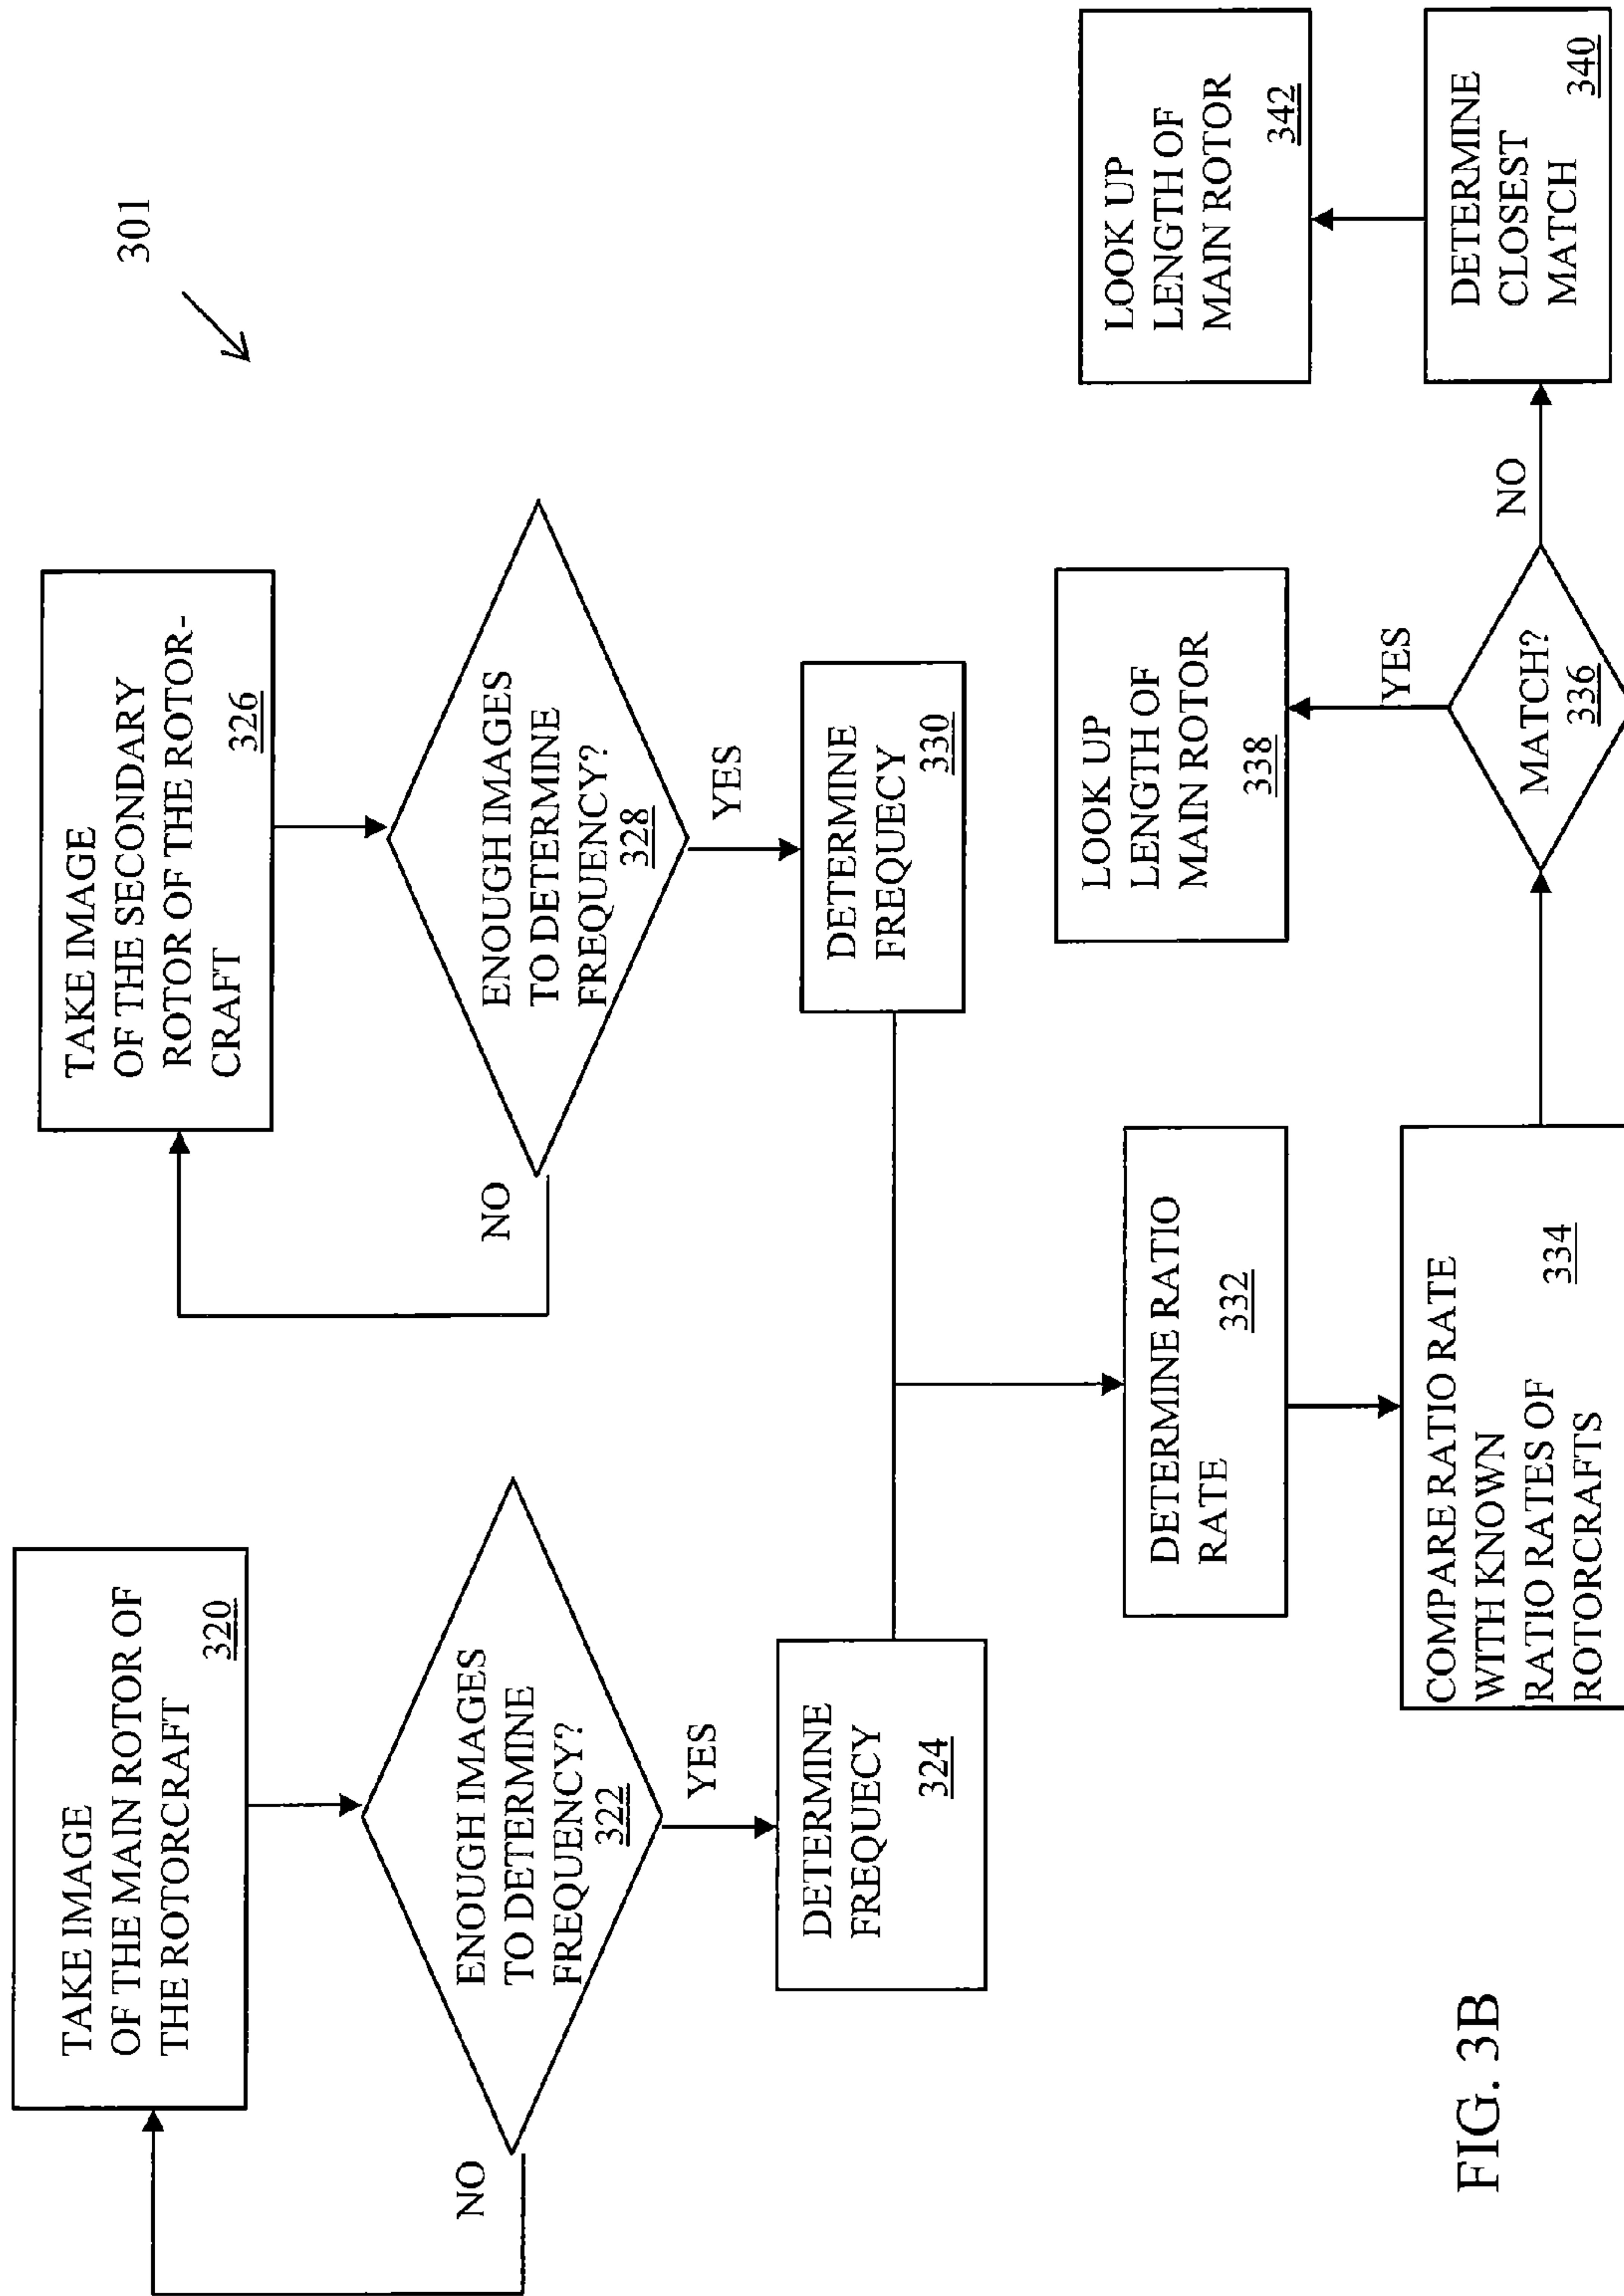 301
TAKE IMAGE
OF THE MAIN ROTOR OF
THE ROTORCRAFT
320
ENOUGH IMAGES
TO DETERMINE
FREQUENCY?
322
NO
YES
DETERMINE
FREQUECY
324
TAKE IMAGE
OF THE SECONDARY
ROTOR OF THE ROTOR-
CRAFT
326
ENOUGH IMAGES
TO DETERMINE
FREQUENCY?
328
NO
YES
DETERMINE
FREQUECY
330
DETERMINE RATIO
RATE
332
COMPARE RATIO RATE
WITH KNOWN
RATIO RATES OF
ROTORCRAFTS
334
MATCH?
336
YES
LOOK UP
LENGTH OF
MAIN ROTOR
338
NO
DETERMINE
CLOSEST
MATCH
340
LOOK UP
LENGTH OF
MAIN ROTOR
342
FIG. 3B